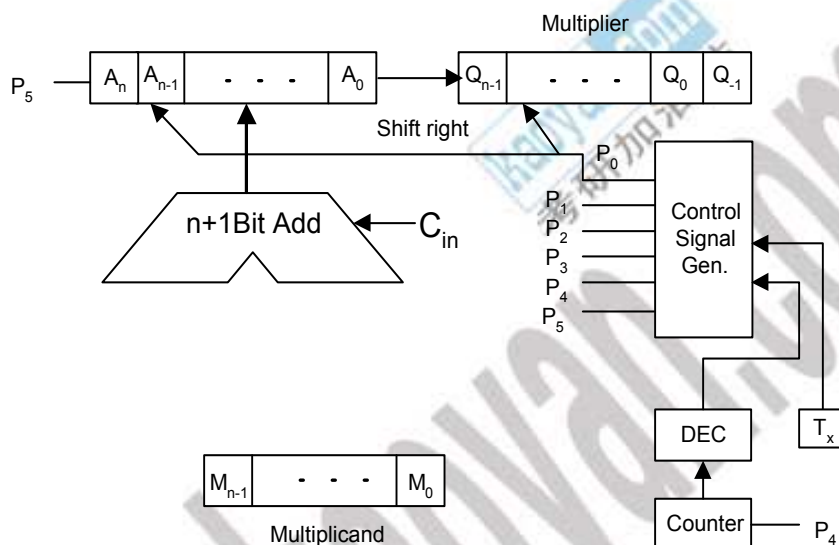 Multiplier
P5 An An-1 - - - A0 Qn-1 - - - Q0 Q-1
Shift right
P0
n+1Bit Add
Cin
P1
P2
P3
P4
P5
Control
Signal
Gen.
DEC
Tx
Mn-1 - - - M0
Multiplicand
Counter
P4